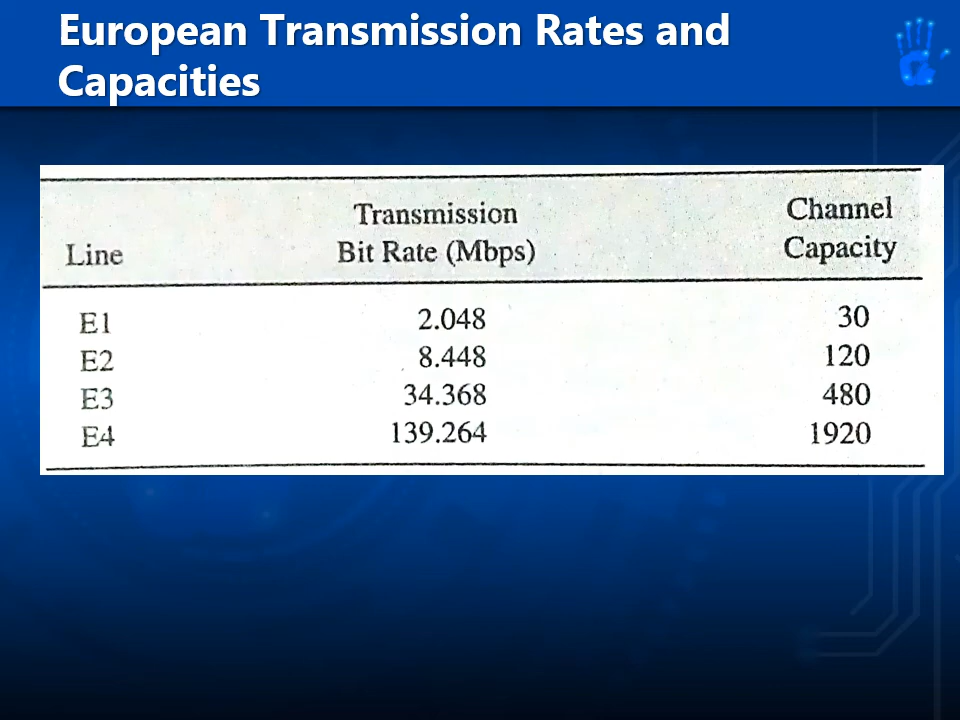 European Transmission Rates and
Capacities
Line Transmission Bit Rate (Mbps) Channel Capacity
E1 2.048 30
E2 8.448 120
E3 34.368 480
E4 139.264 1920